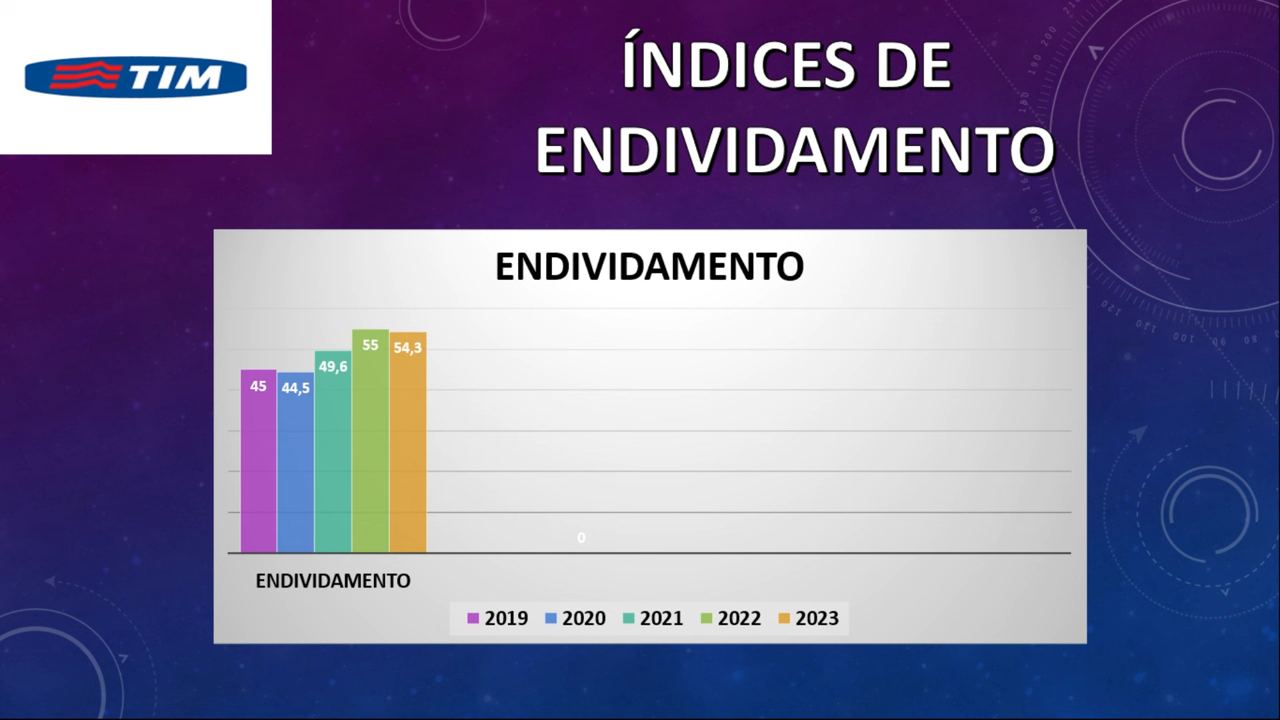 TIM
ÍNDICES DE
ENDIVIDAMENTO
ENDIVIDAMENTO
45
44,5
49,6
55
54,3
0
ENDIVIDAMENTO
2019 2020 2021 2022 2023